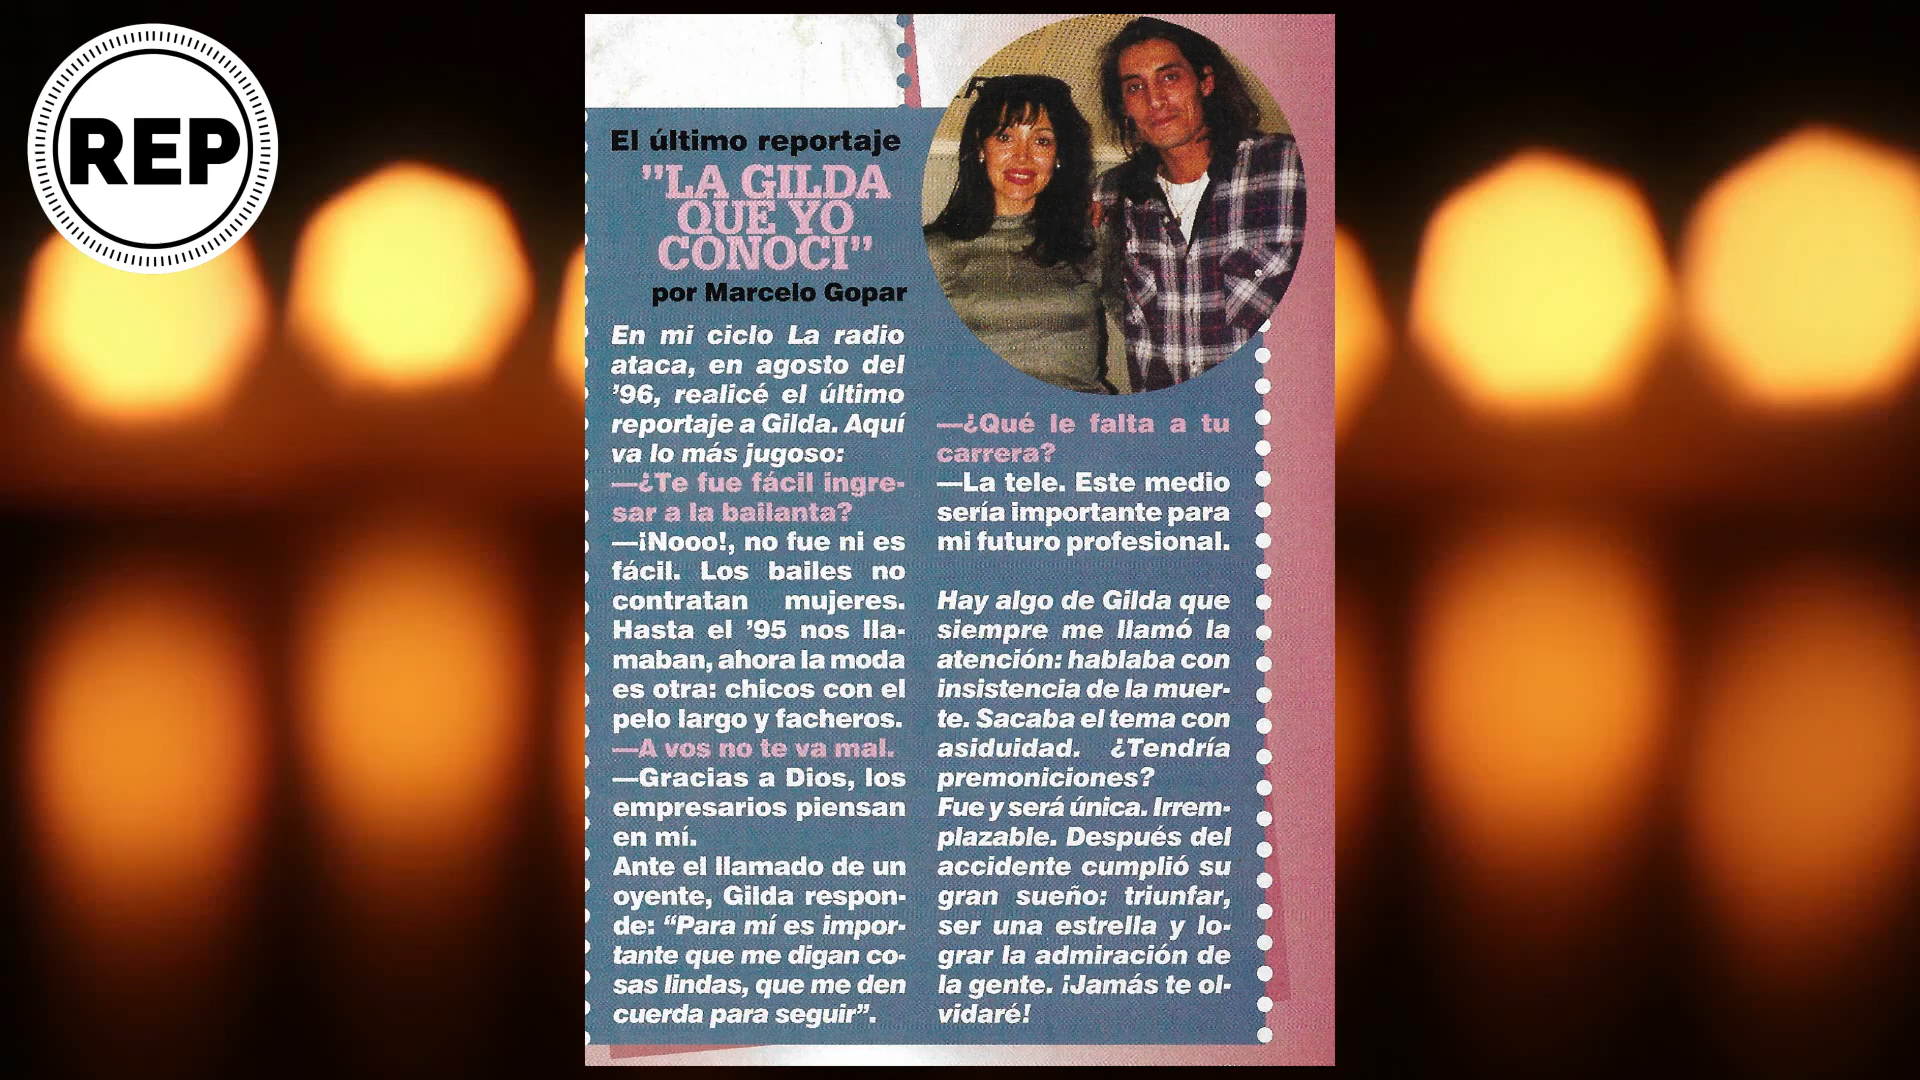 REP
El último reportaje
"LA GILDA
QUE YO
CONOCI"
por Marcelo Gopar
En mi ciclo La radio
ataca, en agosto del
'96, realicé el último
reportaje a Gilda. Aquí
va lo más jugoso:
—¿Te fue fácil ingre-
sar a la bailanta?
—¡Nooo!, no fue ni es
fácil. Los bailes no
contratan mujeres.
Hasta el '95 nos lla-
maban, ahora la moda
es otra: chicos con el
pelo largo y facheros.
—A vos no te va mal.
—Gracias a Dios, los
empresarios piensan
en mí.
Ante el llamado de un
oyente, Gilda respon-
de: "Para mí es impor-
tante que me digan co-
sas lindas, que me den
cuerda para seguir".
—¿Qué le falta a tu
carrera?
—La tele. Este medio
sería importante para
mi futuro profesional.
Hay algo de Gilda que
siempre me llamó la
atención: hablaba con
insistencia de la muer-
te. Sacaba el tema con
asiduidad. ¿Tendría
premoniciones?
Fue y será única. Irrem-
plazable. Después del
accidente cumplió su
gran sueño: triunfar,
ser una estrella y lo-
grar la admiración de
la gente. ¡Jamás te ol-
vidaré!